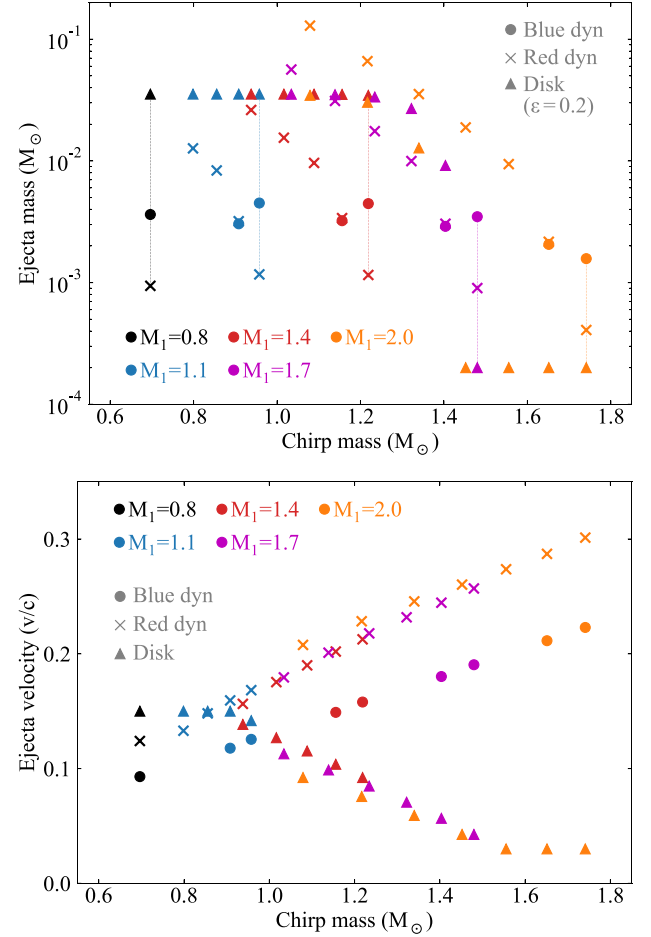 10⁻¹
10⁻²
10⁻³
10⁻⁴
Ejecta mass (M⊙)
Blue dyn
Red dyn
Disk
(ε = 0.2)
M₁=0.8 M₁=1.4 M₁=2.0
M₁=1.1 M₁=1.7
0.6 0.8 1.0 1.2 1.4 1.6 1.8
Chirp mass (M⊙)
0.3
0.2
0.1
0.0
Ejecta velocity (v/c)
M₁=0.8 M₁=1.4 M₁=2.0
M₁=1.1 M₁=1.7
Blue dyn
Red dyn
Disk
0.6 0.8 1.0 1.2 1.4 1.6 1.8
Chirp mass (M⊙)